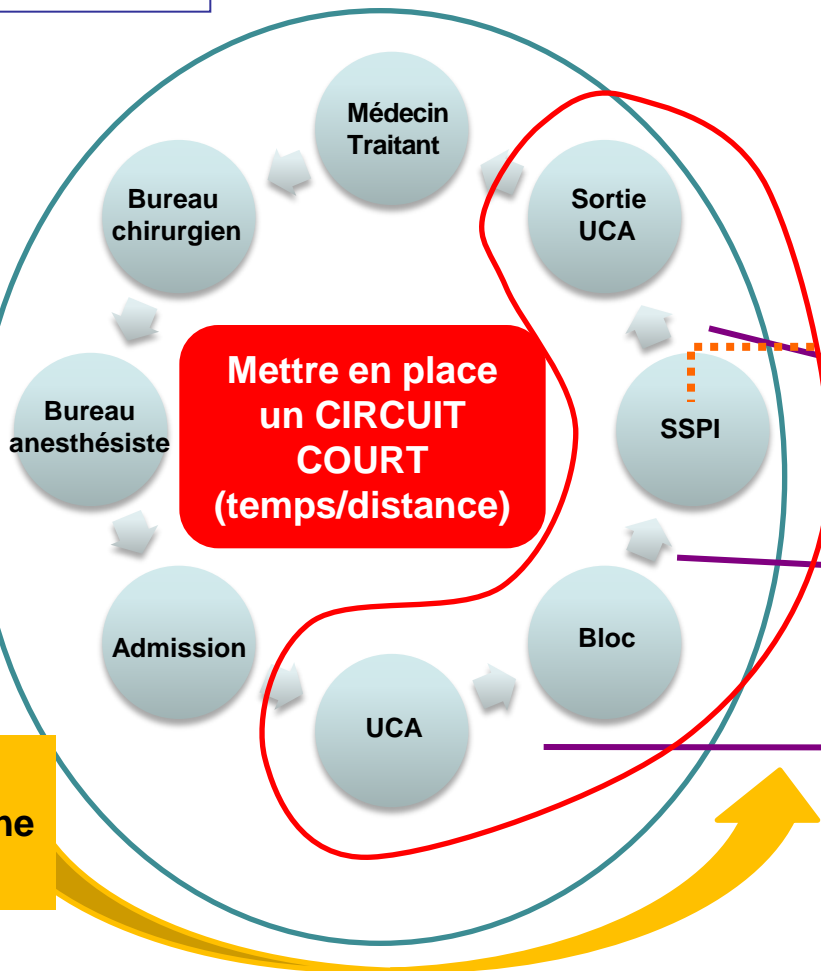 Médecin
Traitant
Bureau
chirurgien
Sortie
UCA
Mettre en place
un CIRCUIT
COURT
(temps/distance)
Bureau
anesthésiste
SSPI
Admission
Bloc
UCA